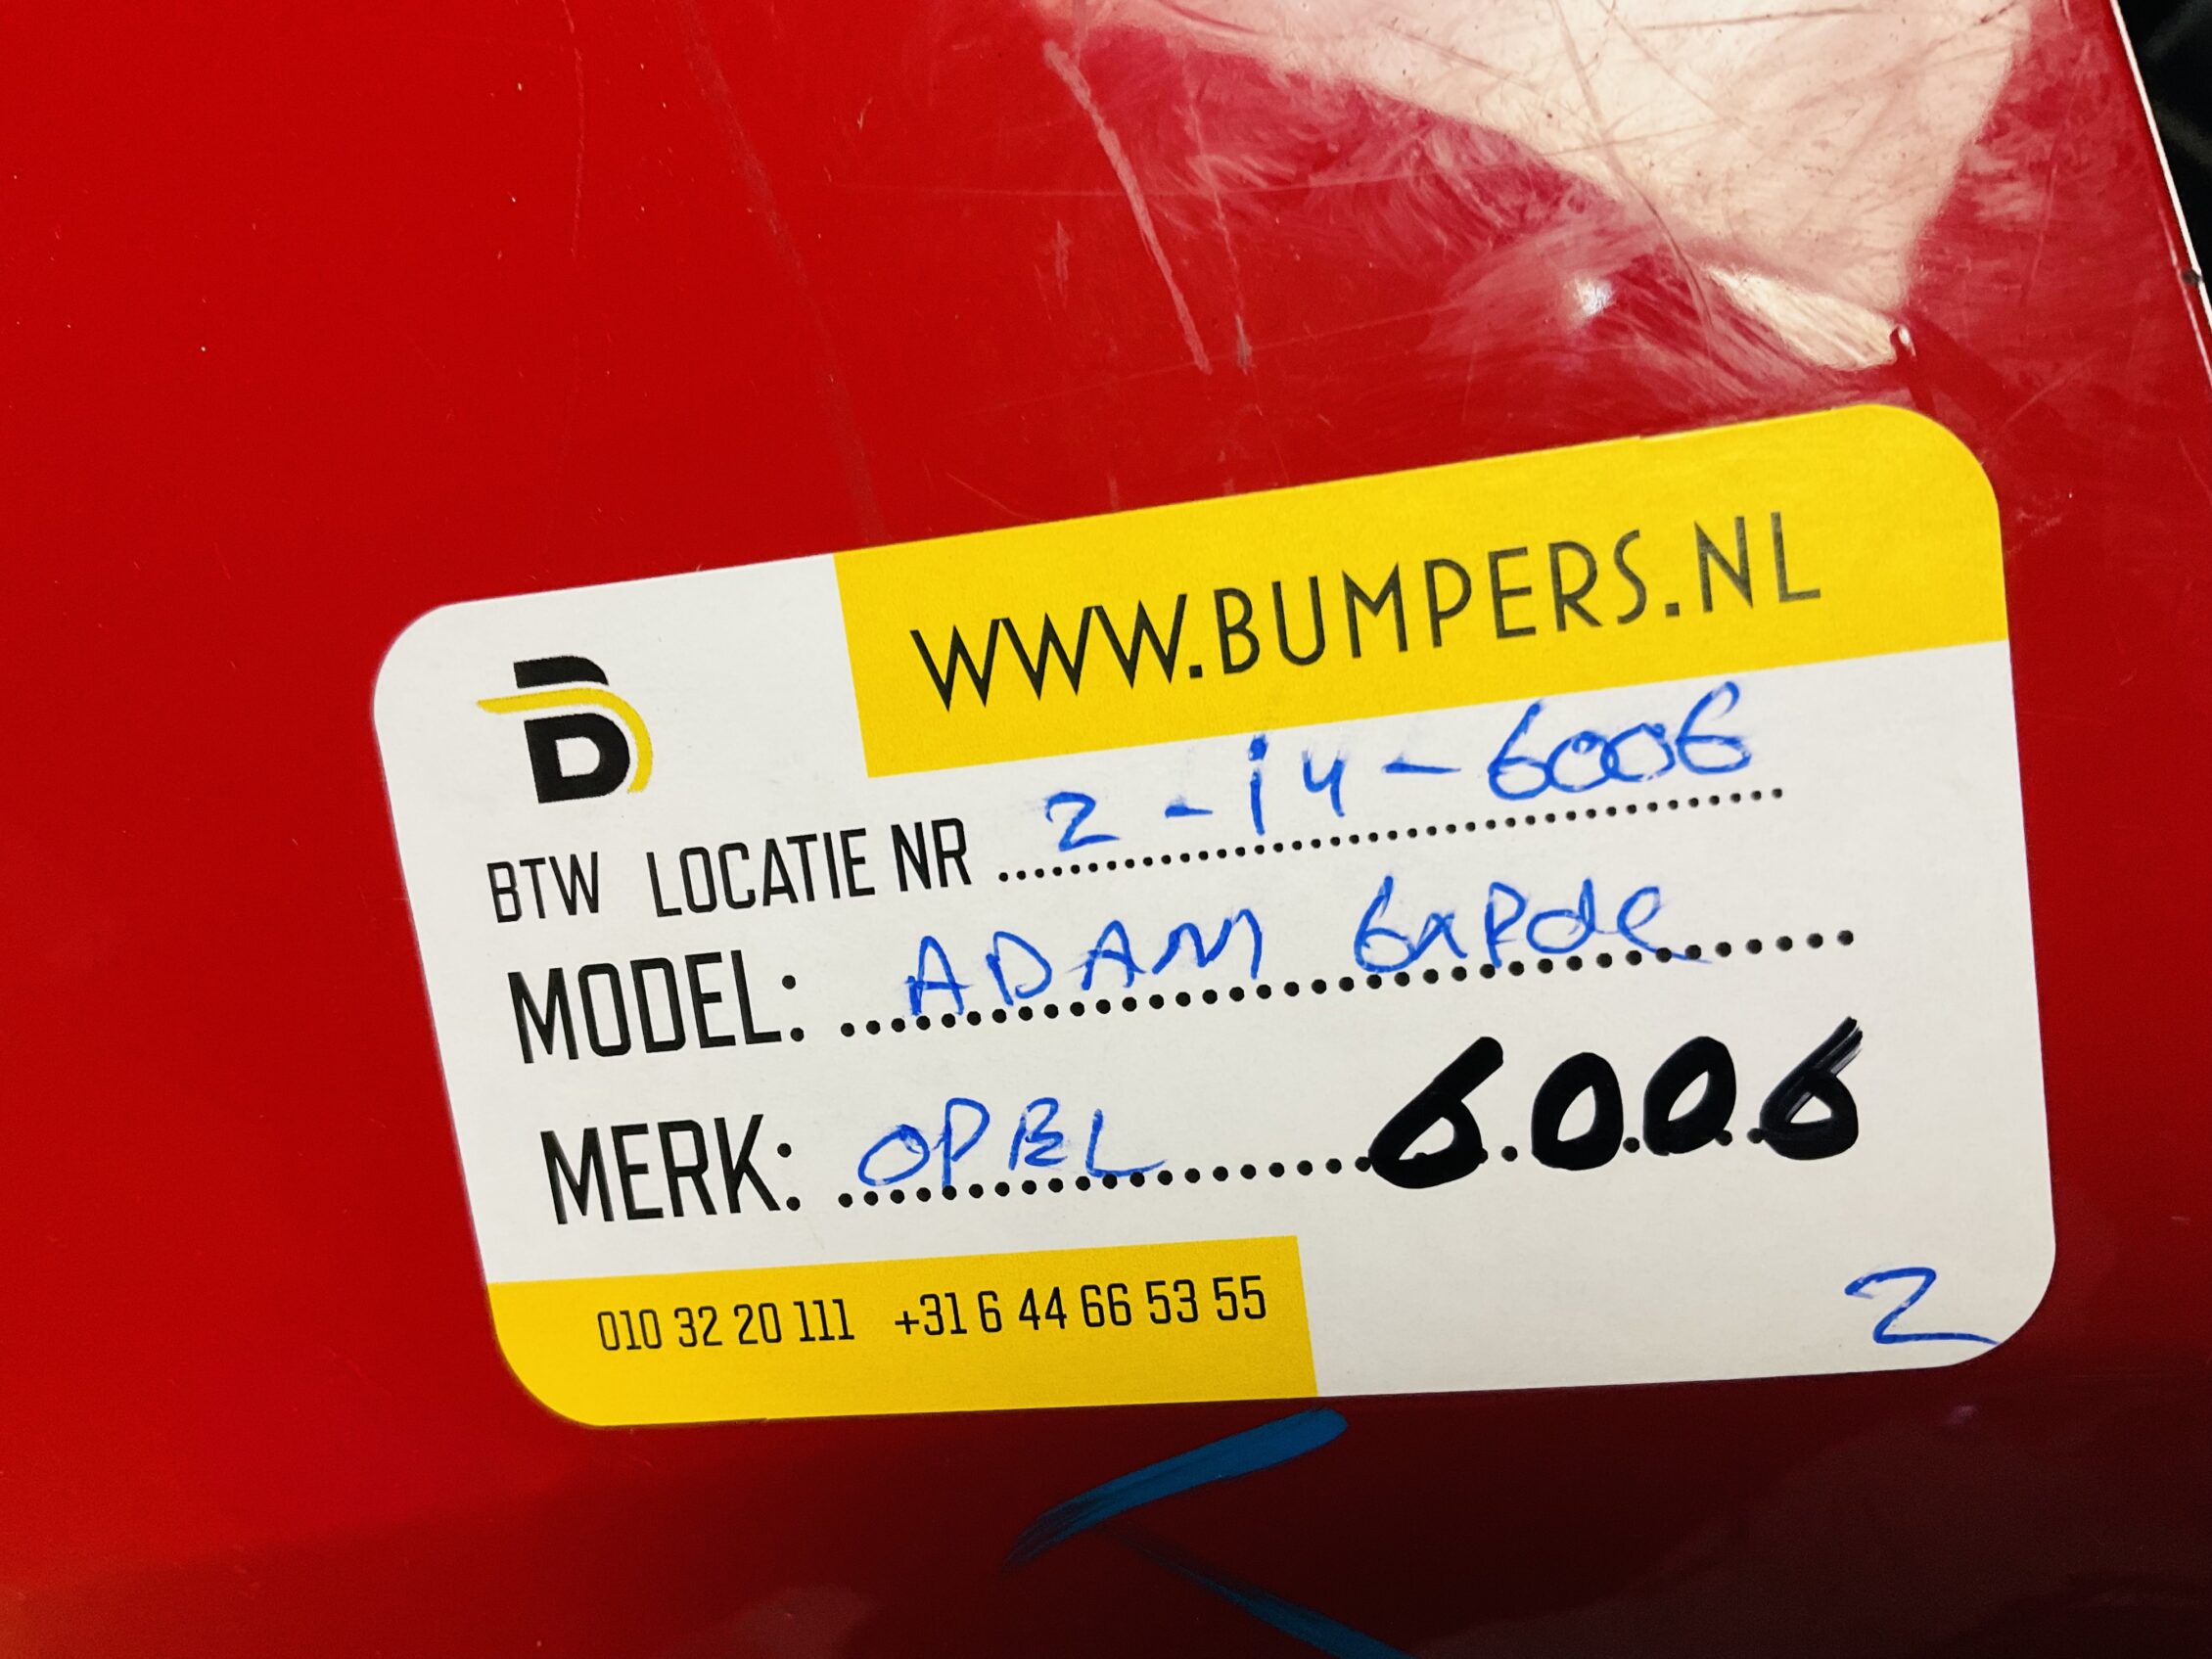 WWW.BUMPERS.NL
B
BTW LOCATIE NR 2-14-6006
MODEL: ADAM 6xPdc
MERK: OPEL 6006
010 32 20 111 +31 6 44 66 53 55
2